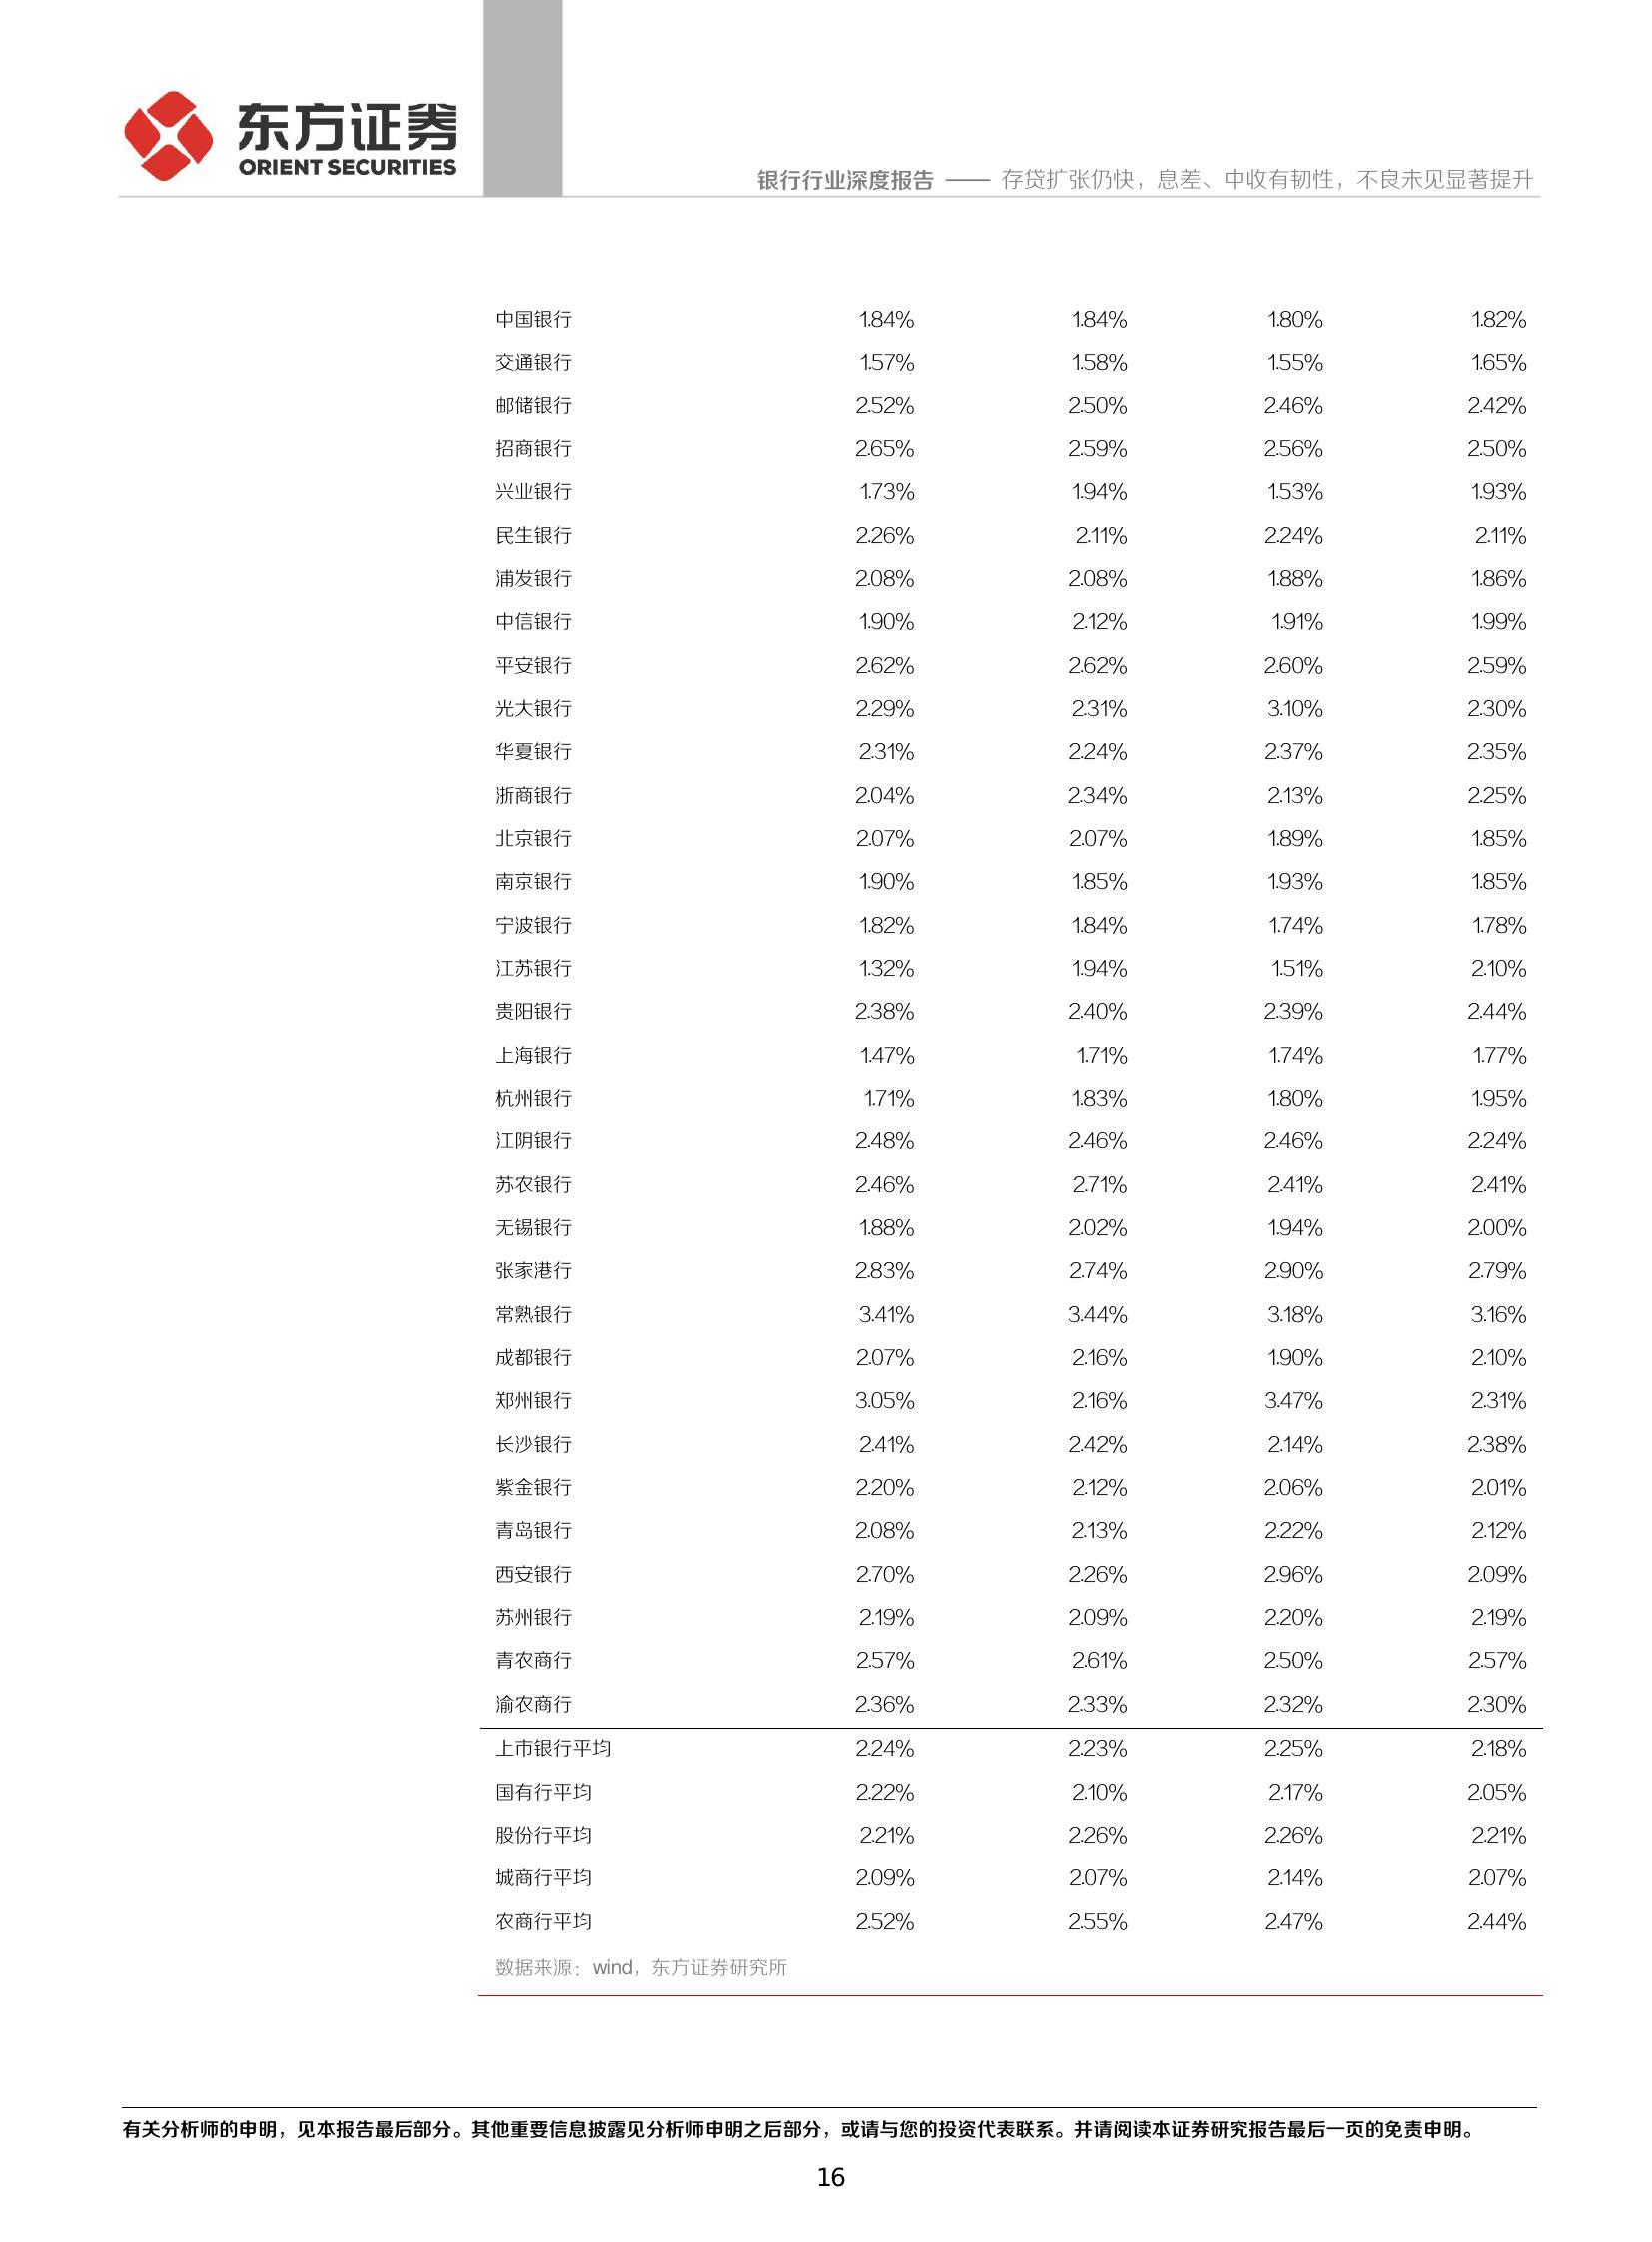 东方证券
ORIENT SECURITIES
银行行业深度报告 —— 存贷扩张仍快，息差、中收有韧性，不良未见显著提升
中国银行 1.84% 1.84% 1.80% 1.82%
交通银行 1.57% 1.58% 1.55% 1.65%
邮储银行 2.52% 2.50% 2.46% 2.42%
招商银行 2.65% 2.59% 2.56% 2.50%
兴业银行 1.73% 1.94% 1.53% 1.93%
民生银行 2.26% 2.11% 2.24% 2.11%
浦发银行 2.08% 2.08% 1.88% 1.86%
中信银行 1.90% 2.12% 1.91% 1.99%
平安银行 2.62% 2.62% 2.60% 2.59%
光大银行 2.29% 2.31% 3.10% 2.30%
华夏银行 2.31% 2.24% 2.37% 2.35%
浙商银行 2.04% 2.34% 2.13% 2.25%
北京银行 2.07% 2.07% 1.89% 1.85%
南京银行 1.90% 1.85% 1.93% 1.85%
宁波银行 1.82% 1.84% 1.74% 1.78%
江苏银行 1.32% 1.94% 1.51% 2.10%
贵阳银行 2.38% 2.40% 2.39% 2.44%
上海银行 1.47% 1.71% 1.74% 1.77%
杭州银行 1.71% 1.83% 1.80% 1.95%
江阴银行 2.48% 2.46% 2.46% 2.24%
苏农银行 2.46% 2.71% 2.41% 2.41%
无锡银行 1.88% 2.02% 1.94% 2.00%
张家港行 2.83% 2.74% 2.90% 2.79%
常熟银行 3.41% 3.44% 3.18% 3.16%
成都银行 2.07% 2.16% 1.90% 2.10%
郑州银行 3.05% 2.16% 3.47% 2.31%
长沙银行 2.41% 2.42% 2.14% 2.38%
紫金银行 2.20% 2.12% 2.06% 2.01%
青岛银行 2.08% 2.13% 2.22% 2.12%
西安银行 2.70% 2.26% 2.96% 2.09%
苏州银行 2.19% 2.09% 2.20% 2.19%
青农商行 2.57% 2.61% 2.50% 2.57%
渝农商行 2.36% 2.33% 2.32% 2.30%
上市银行平均 2.24% 2.23% 2.25% 2.18%
国有行平均 2.22% 2.10% 2.17% 2.05%
股份行平均 2.21% 2.26% 2.26% 2.21%
城商行平均 2.09% 2.07% 2.14% 2.07%
农商行平均 2.52% 2.55% 2.47% 2.44%
数据来源：wind，东方证券研究所
有关分析师的申明，见本报告最后部分。其他重要信息披露见分析师申明之后部分，或请与您的投资代表联系。并请阅读本证券研究报告最后一页的免责申明。
16